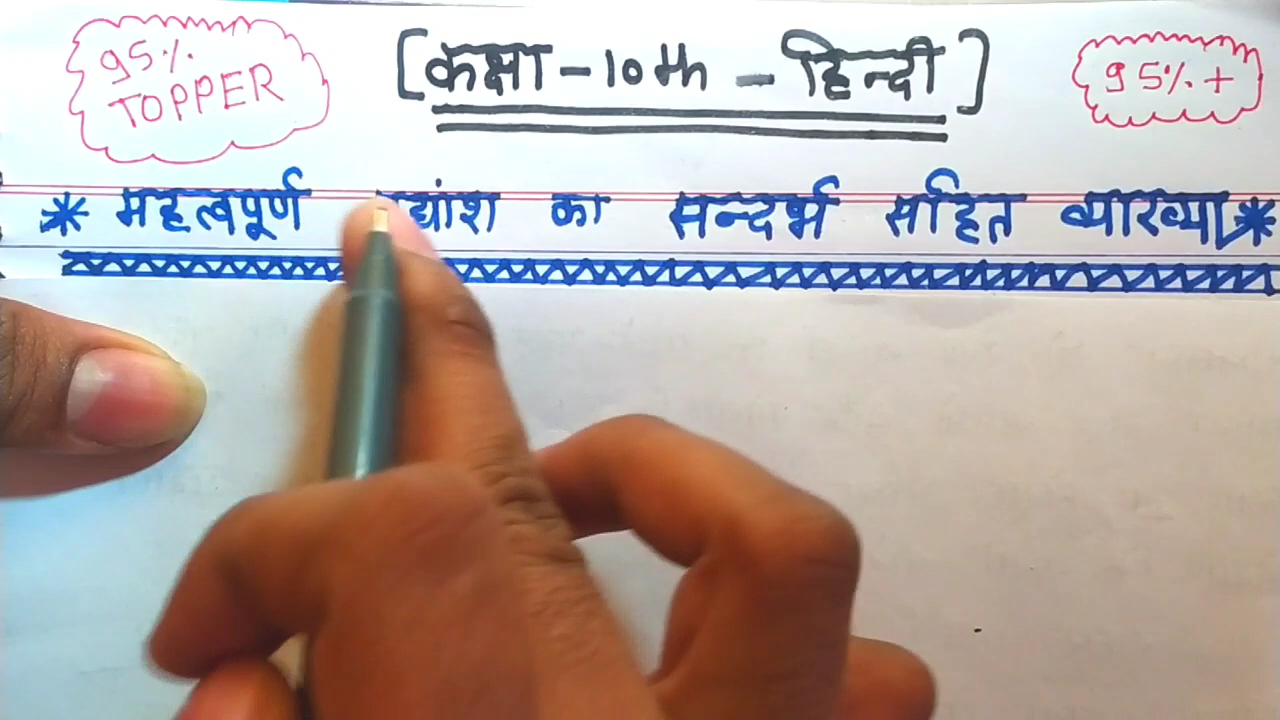 95%
TOPPER
[कक्षा – 10th – हिन्दी]
95%+
* महत्वपूर्ण का सन्दर्भ सहित व्याख्या *